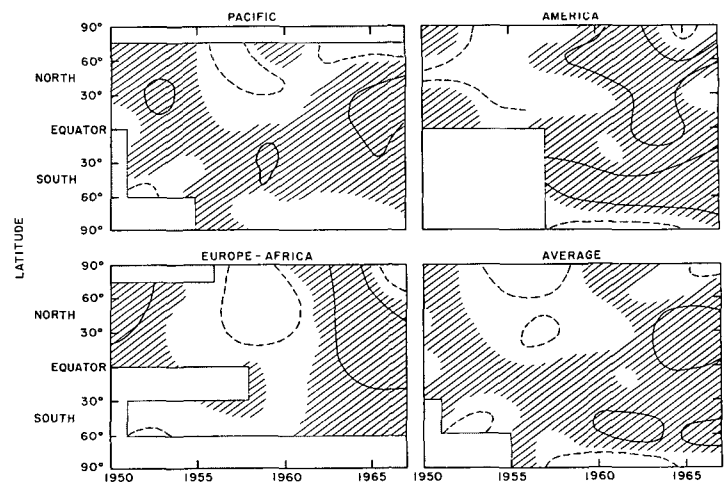 PACIFIC
AMERICA
90°
60°
NORTH
30°
EQUATOR
30°
SOUTH
60°
90°
LATITUDE
EUROPE-AFRICA
AVERAGE
90°
60°
NORTH
30°
EQUATOR
30°
SOUTH
60°
90°
1950 1955 1960 1965
1950 1955 1960 1965